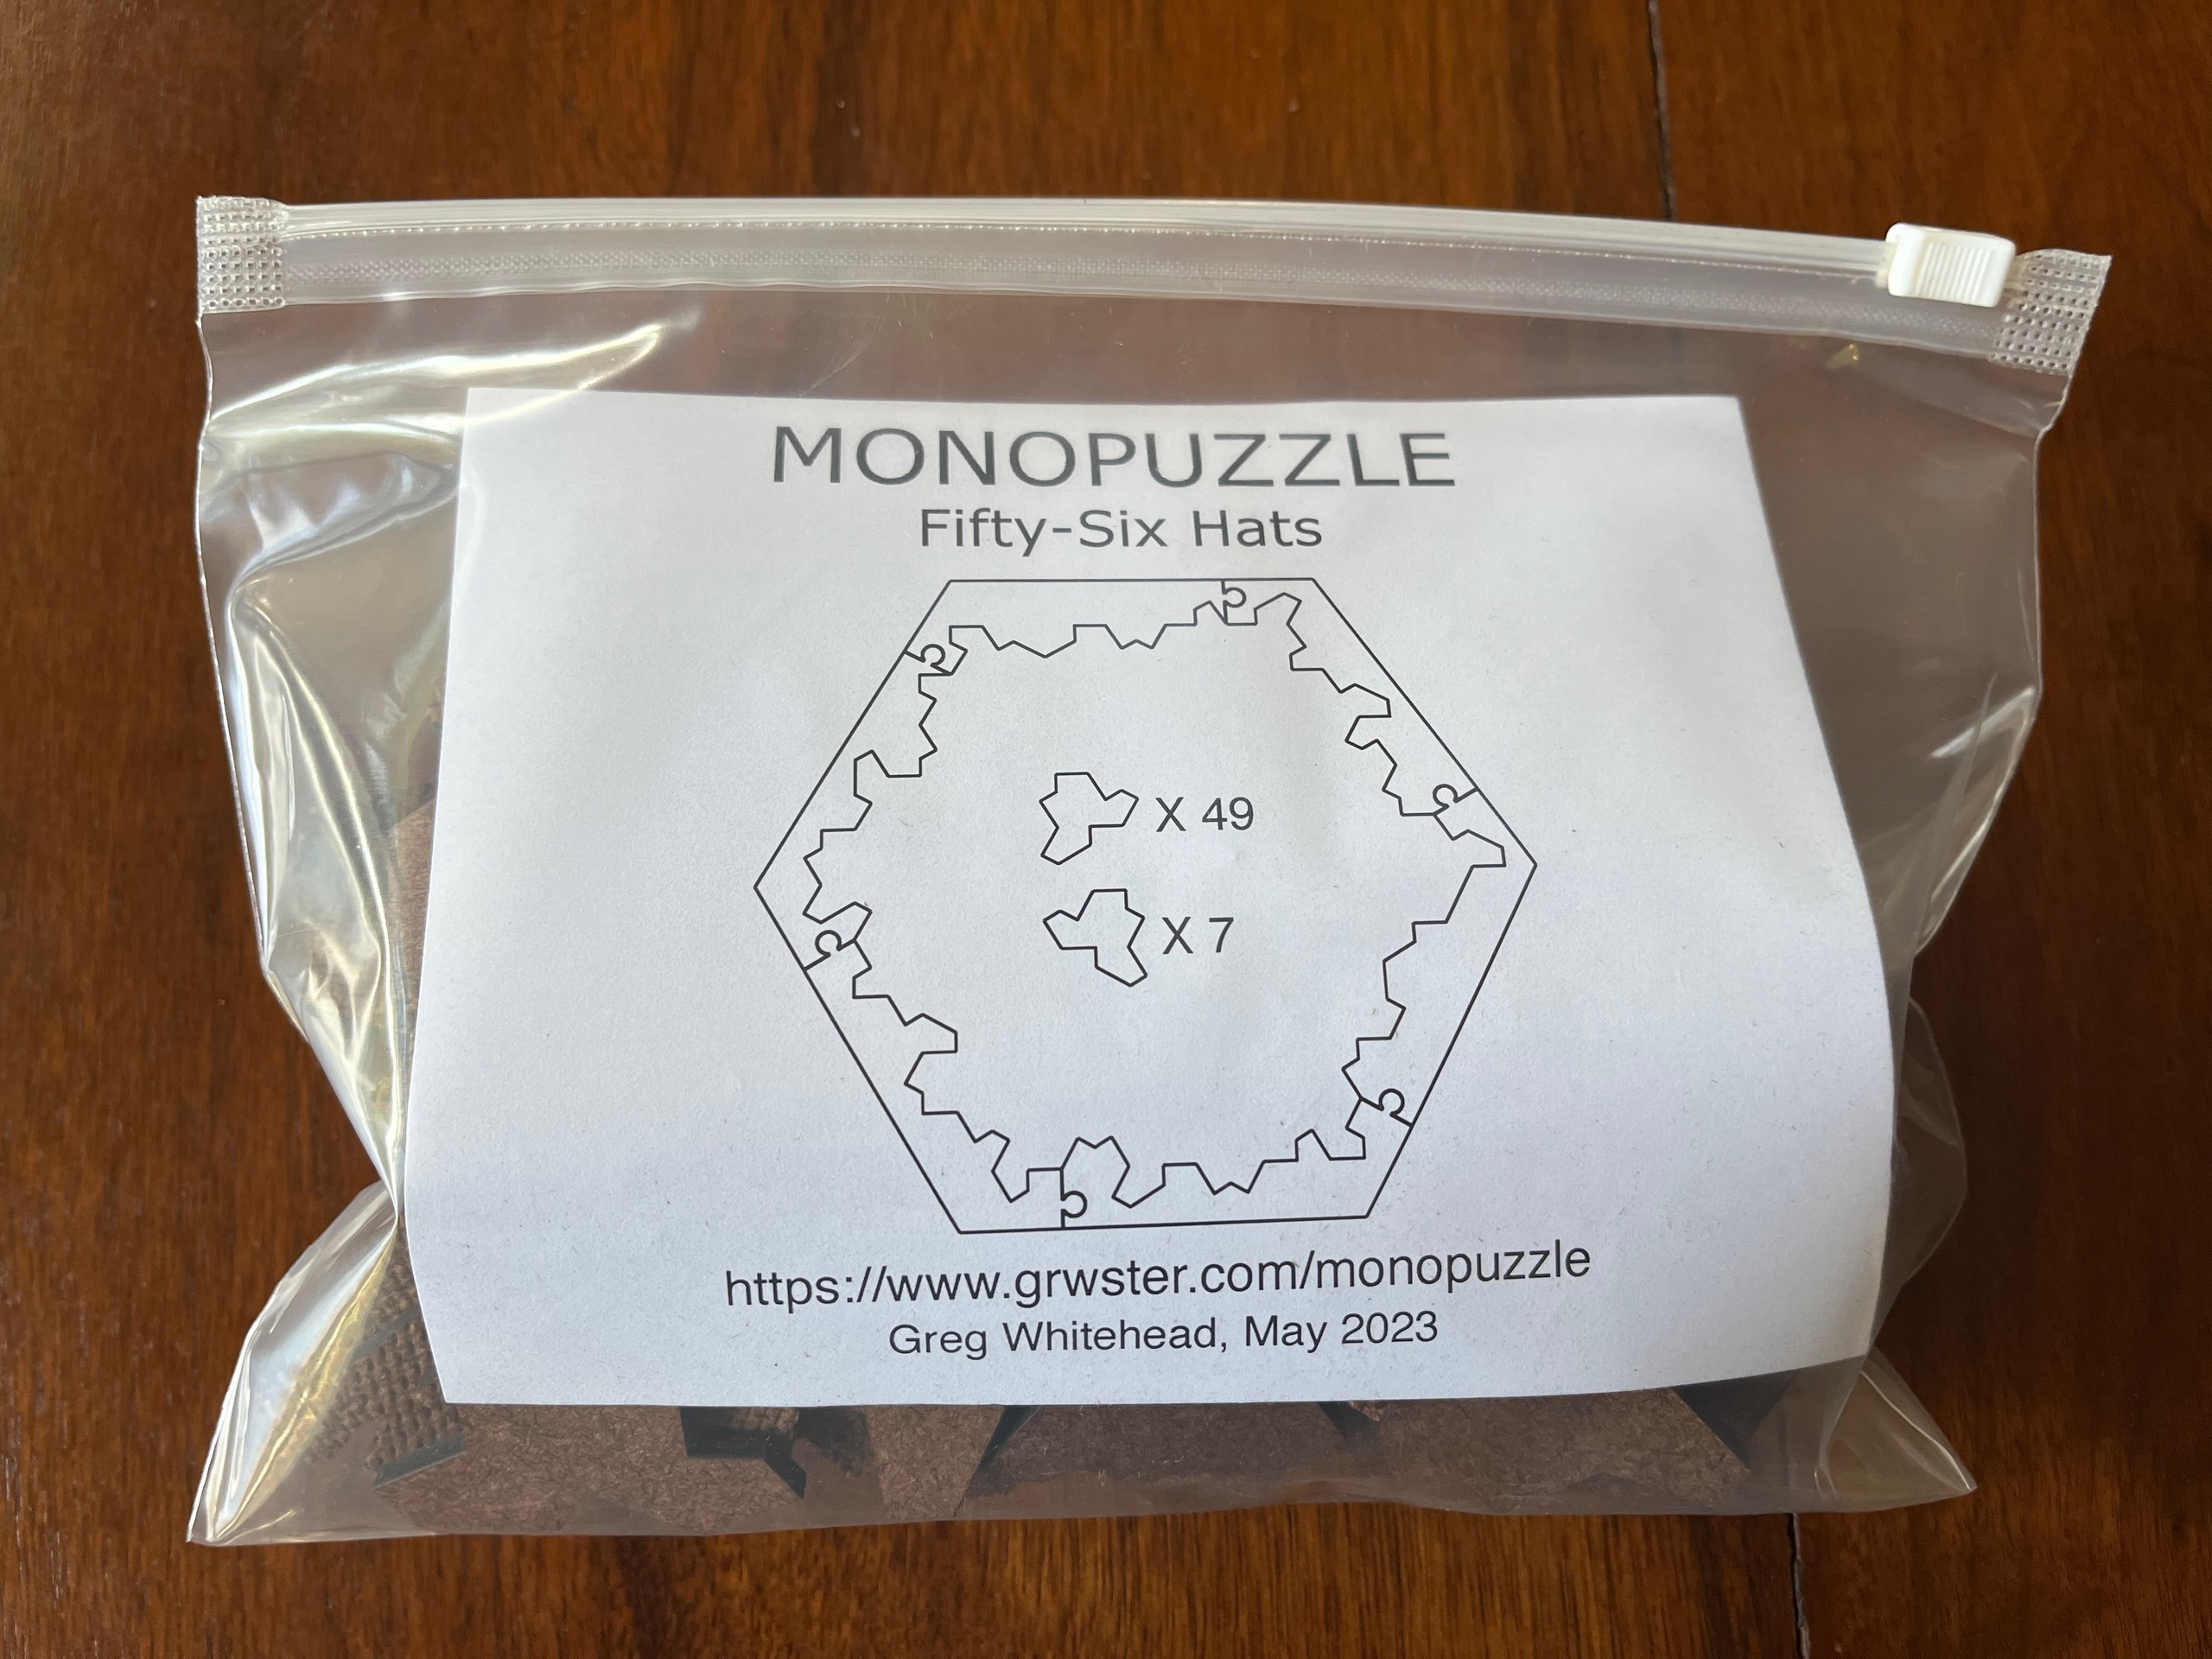 MONOPUZZLE
Fifty-Six Hats
X 49
X 7
https://www.grwster.com/monopuzzle
Greg Whitehead, May 2023